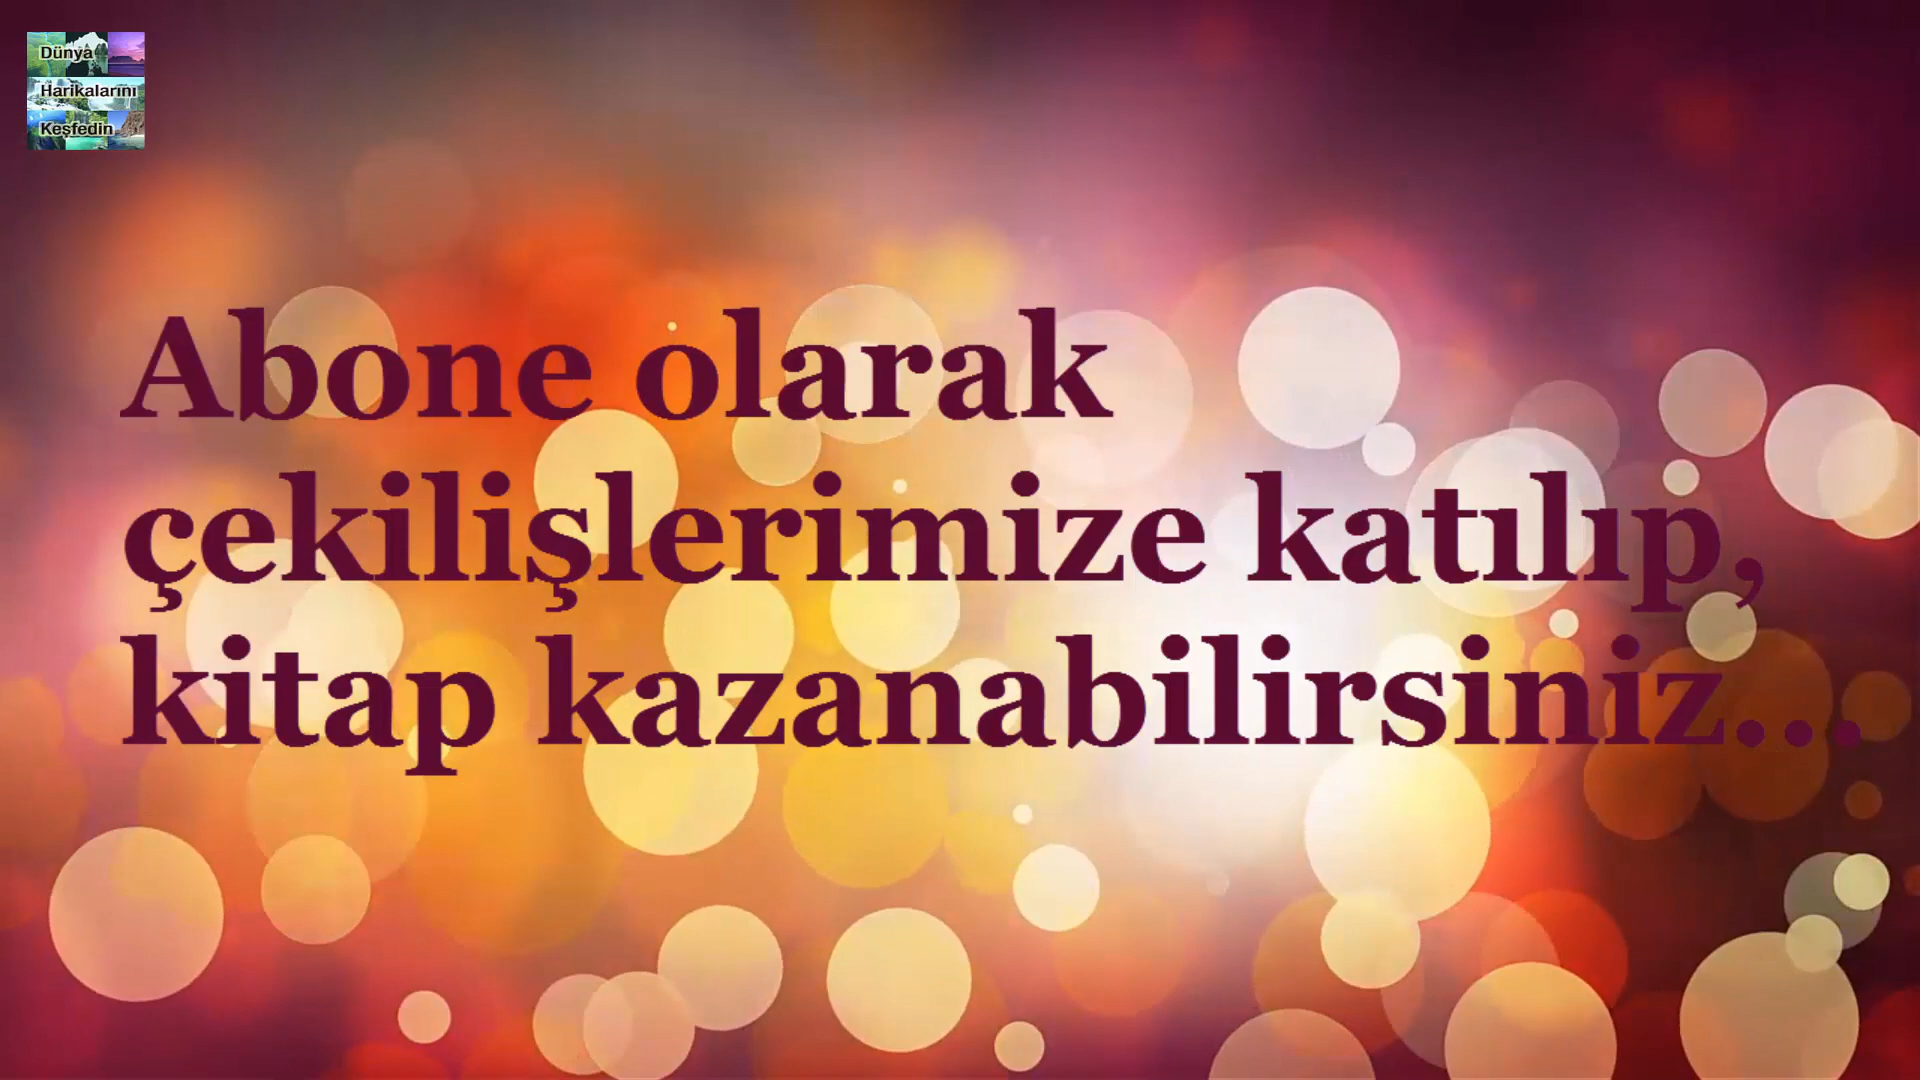 Dünya
Harikalarını
Keşfedin
Abone olarak
çekilişlerimize katılıp,
kitap kazanabilirsiniz...